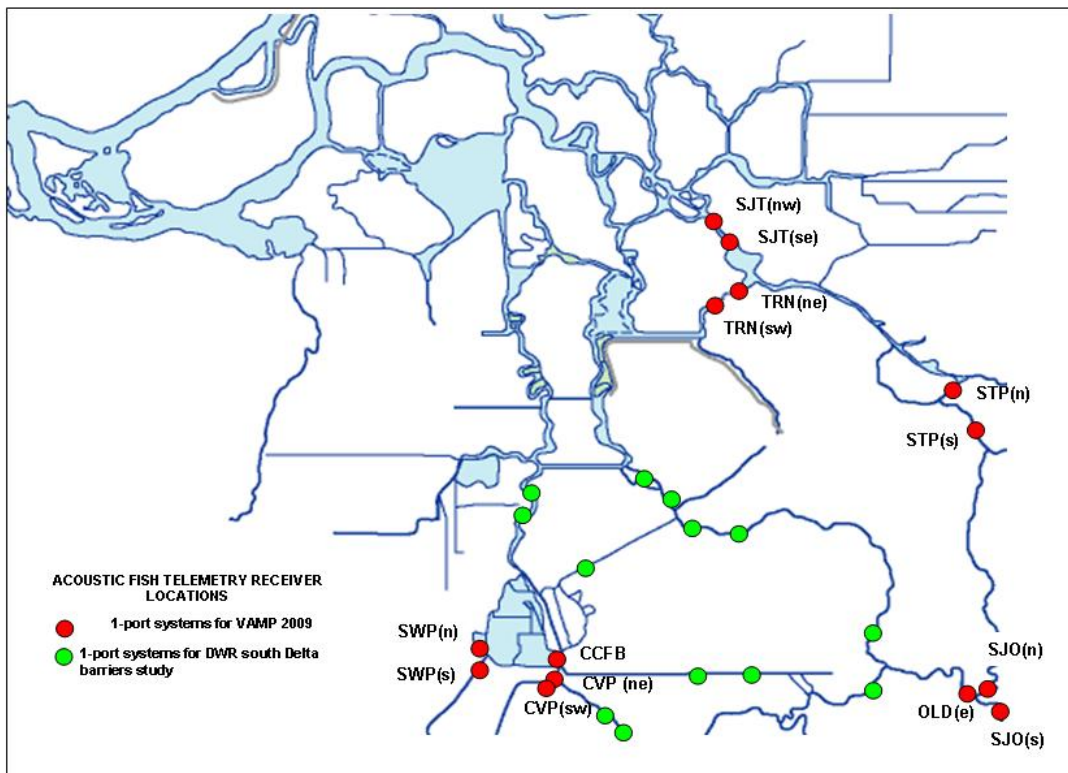 SJT(nw)
SJT(se)
TRN(ne)
TRN(sw)
STP(n)
STP(s)
ACOUSTIC FISH TELEMETRY RECEIVER
LOCATIONS
1-port systems for VAMP 2009
1-port systems for DWR south Delta
barriers study
SWP(n)
SWP(s)
CCFB
CVP (ne)
CVP(sw)
SJO(n)
OLD(e)
SJO(s)